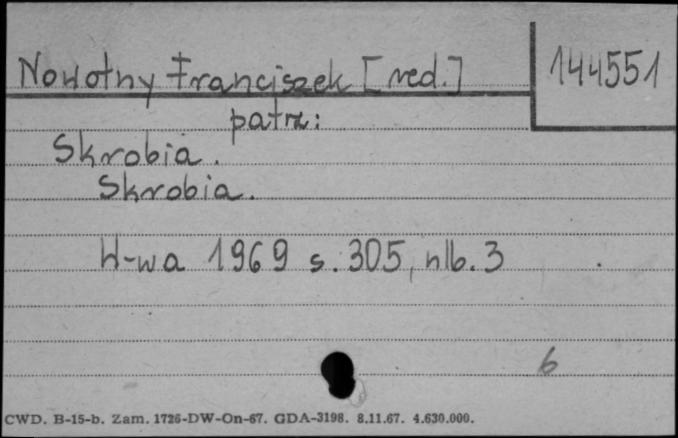 Nowotny Franciszek [red.]
144551
patrz:
Skrobia.
Skrobia.
W-wa 1969 s. 305, nlb. 3
6
CWD. B-15-b. Zam. 1726-DW-On-67. GDA-3198. 8.11.67. 4.630.000.